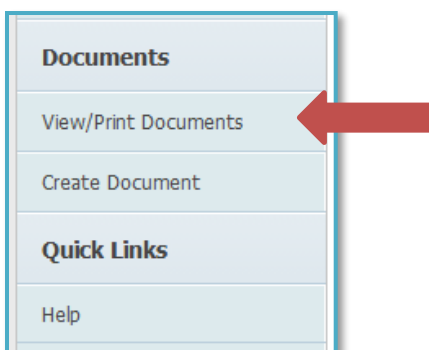 Documents
View/Print Documents
Create Document
Quick Links
Help